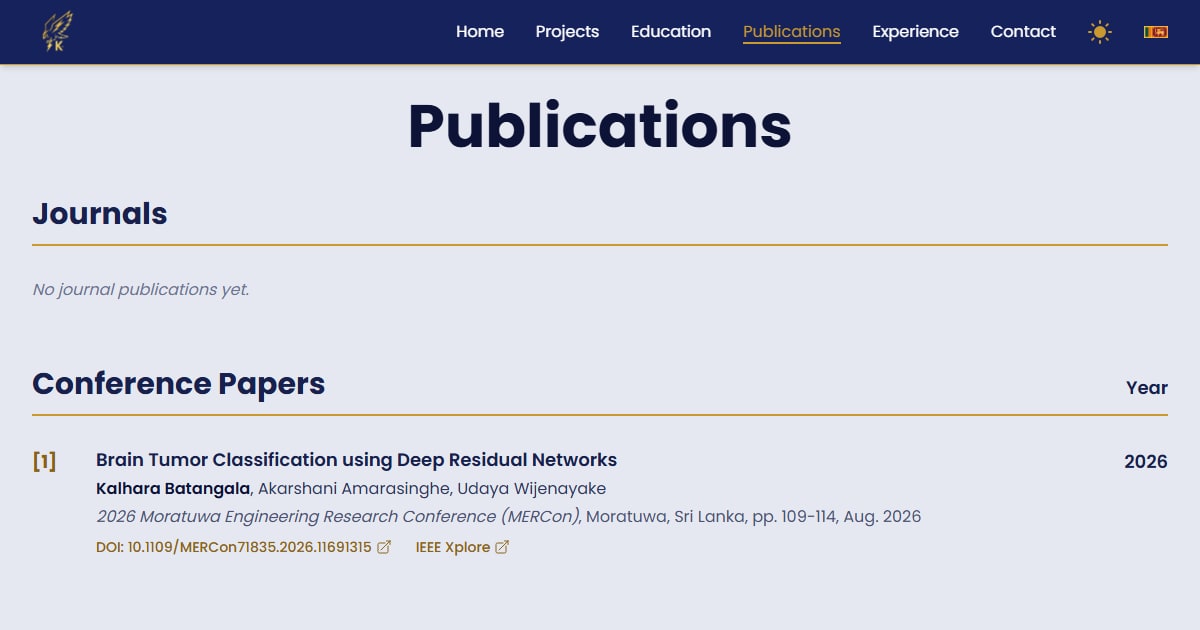 K
Home Projects Education Publications Experience Contact
Publications
Journals
No journal publications yet.
Conference Papers Year
[1] Brain Tumor Classification using Deep Residual Networks 2026
Kalhara Batangala, Akarshani Amarasinghe, Udaya Wijenayake
2026 Moratuwa Engineering Research Conference (MERCon), Moratuwa, Sri Lanka, pp. 109-114, Aug. 2026
DOI: 10.1109/MERCon71835.2026.11691315 IEEE Xplore